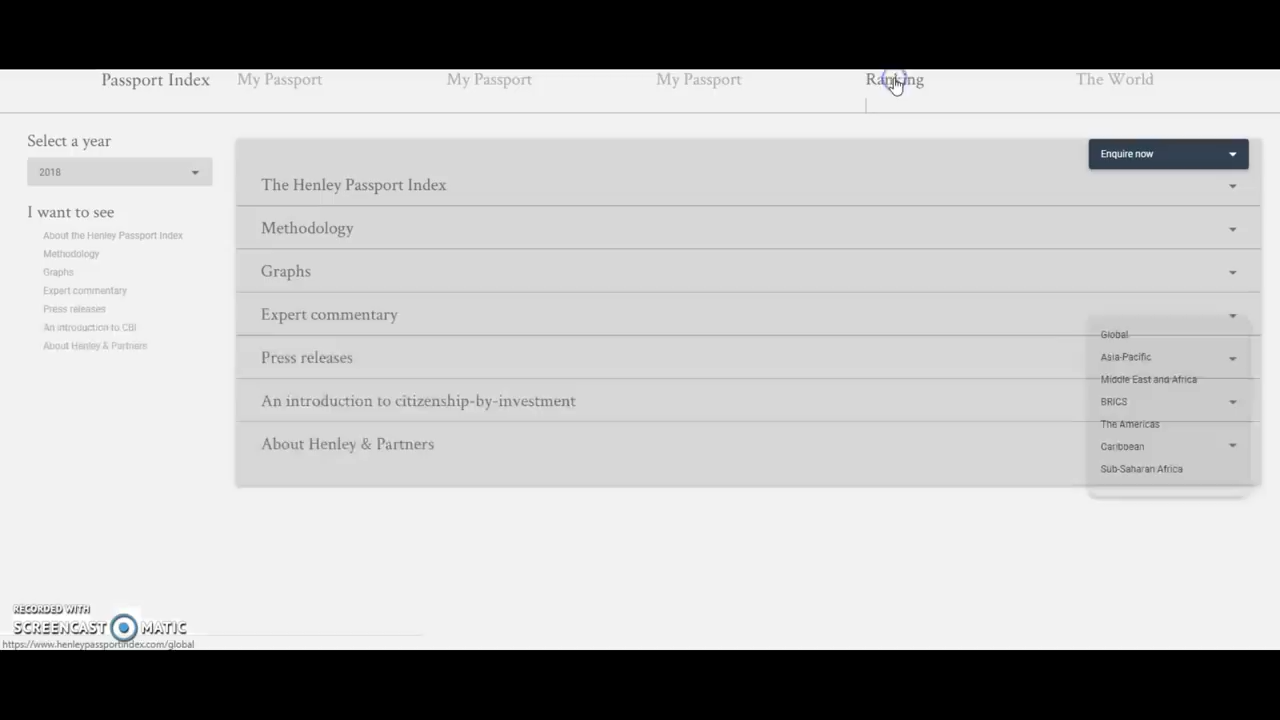 Passport Index
My Passport
My Passport
My Passport
Ranking
The World
Select a year
2018
I want to see
About the Henley Passport Index
Methodology
Graphs
Expert commentary
Press releases
An introduction to CBI
About Henley & Partners
Enquire now
The Henley Passport Index
Methodology
Graphs
Expert commentary
Press releases
An introduction to citizenship-by-investment
About Henley & Partners
Global
Asia-Pacific
Middle East and Africa
BRICS
The Americas
Caribbean
Sub-Saharan Africa
RECORDED WITH
SCREENCAST MATIC
https://www.henleypassportindex.com/global